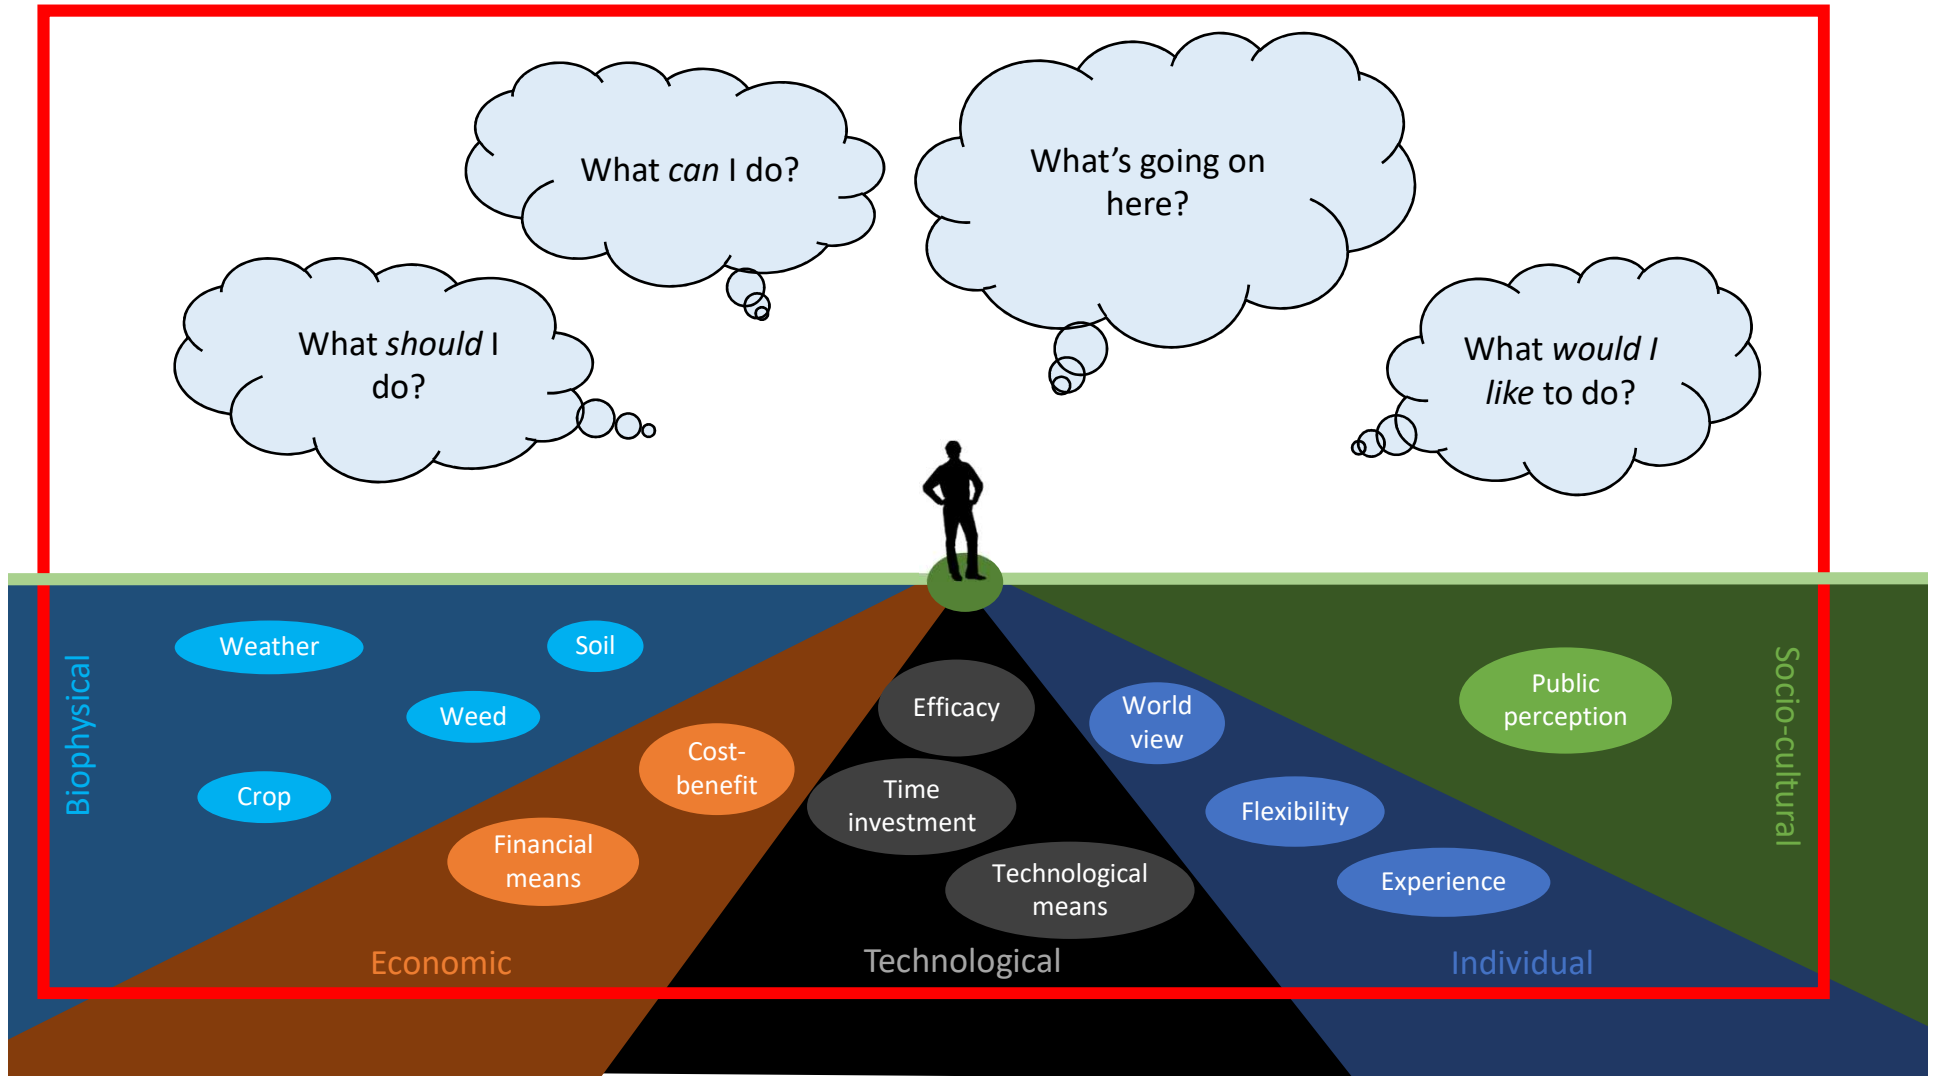 What can I do?
What's going on
here?
What should I
do?
What would I
like to do?
Biophysical
Weather
Soil
Weed
Crop
Economic
Cost-
benefit
Financial
means
Technological
Efficacy
Time
investment
Technological
means
Individual
World
view
Flexibility
Experience
Socio-cultural
Public
perception